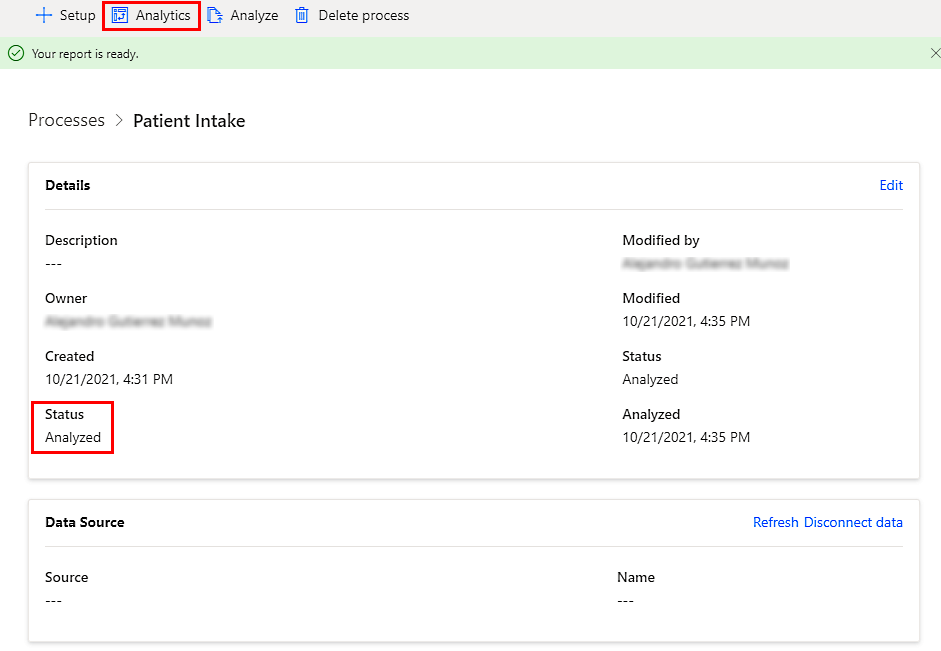 Setup Analytics Analyze Delete process
Your report is ready.
Processes > Patient Intake
Details Edit
Description Modified by
---
Owner Modified
10/21/2021, 4:35 PM
Created Status
10/21/2021, 4:31 PM Analyzed
Status Analyzed
Analyzed 10/21/2021, 4:35 PM
Data Source Refresh Disconnect data
Source Name
--- ---